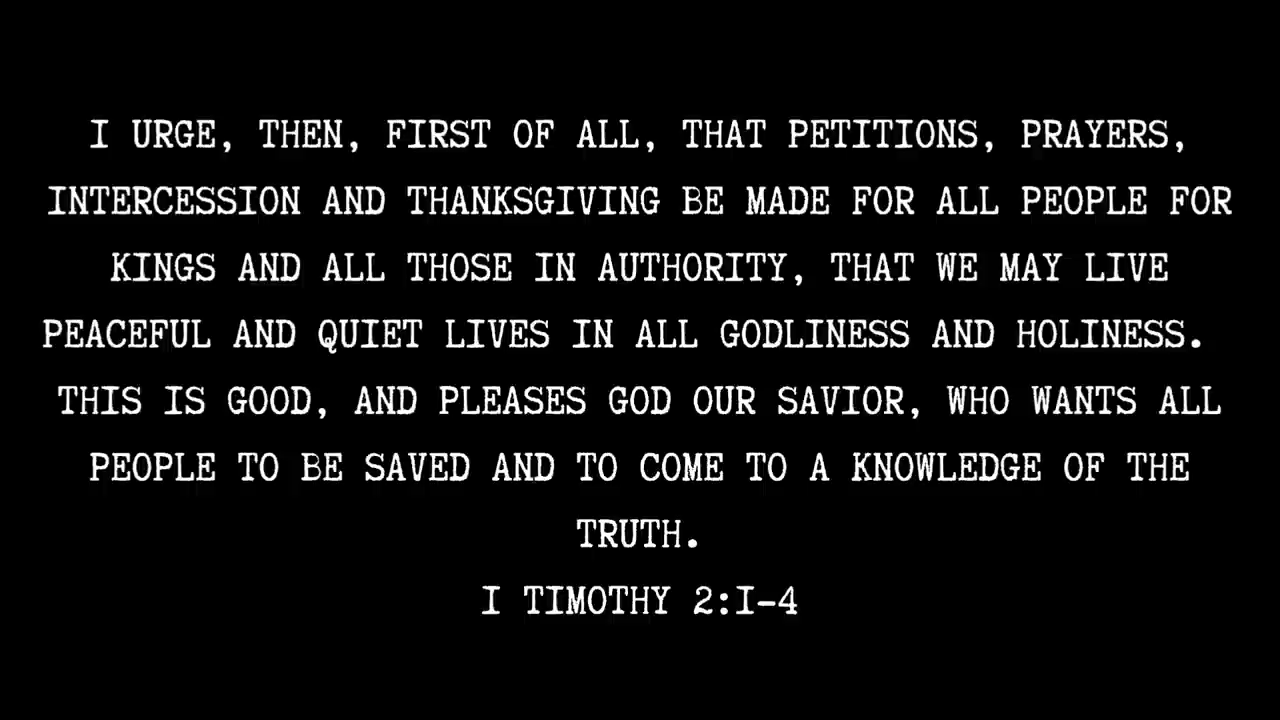 I URGE, THEN, FIRST OF ALL, THAT PETITIONS, PRAYERS,
INTERCESSION AND THANKSGIVING BE MADE FOR ALL PEOPLE FOR
KINGS AND ALL THOSE IN AUTHORITY, THAT WE MAY LIVE
PEACEFUL AND QUIET LIVES IN ALL GODLINESS AND HOLINESS.
THIS IS GOOD, AND PLEASES GOD OUR SAVIOR, WHO WANTS ALL
PEOPLE TO BE SAVED AND TO COME TO A KNOWLEDGE OF THE
TRUTH.
I TIMOTHY 2:I-4